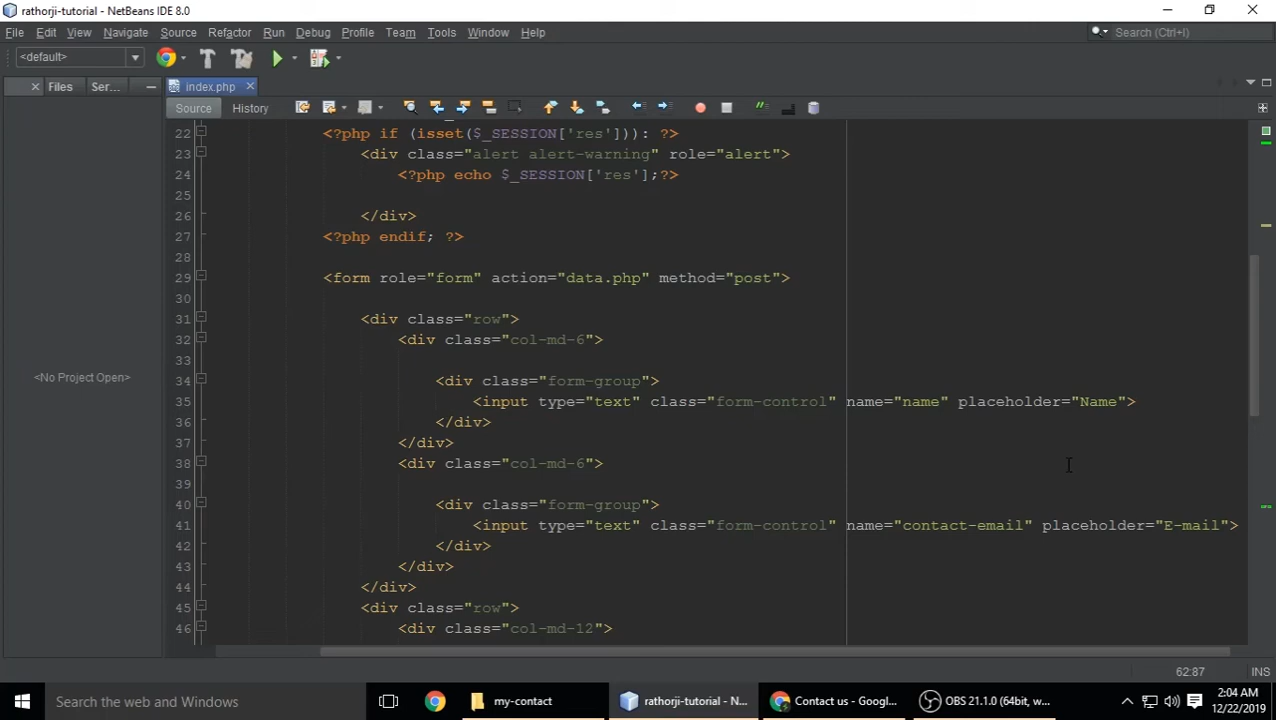 rathorji-tutorial - NetBeans IDE 8.0
File Edit View Navigate Source Refactor Run Debug Profile Team Tools Window Help
Search (Ctrl+I)
<default>
Files Ser... index.php
Source History
22 <?php if (isset($_SESSION['res'])): ?>
23 <div class="alert alert-warning" role="alert">
24 <?php echo $_SESSION['res'];?>
25
26 </div>
27 <?php endif; ?>
28
29 <form role="form" action="data.php" method="post">
30
31 <div class="row">
32 <div class="col-md-6">
33
34 <div class="form-group">
35 <input type="text" class="form-control" name="name" placeholder="Name">
36 </div>
37 </div>
38 <div class="col-md-6">
39
40 <div class="form-group">
41 <input type="text" class="form-control" name="contact-email" placeholder="E-mail">
42 </div>
43 </div>
44 </div>
45 <div class="row">
46 <div class="col-md-12">
<No Project Open>
62:87 INS
Search the web and Windows
my-contact
rathorji-tutorial - N...
Contact us - Googl...
OBS 21.1.0 (64bit, w...
2:04 AM
12/22/2019